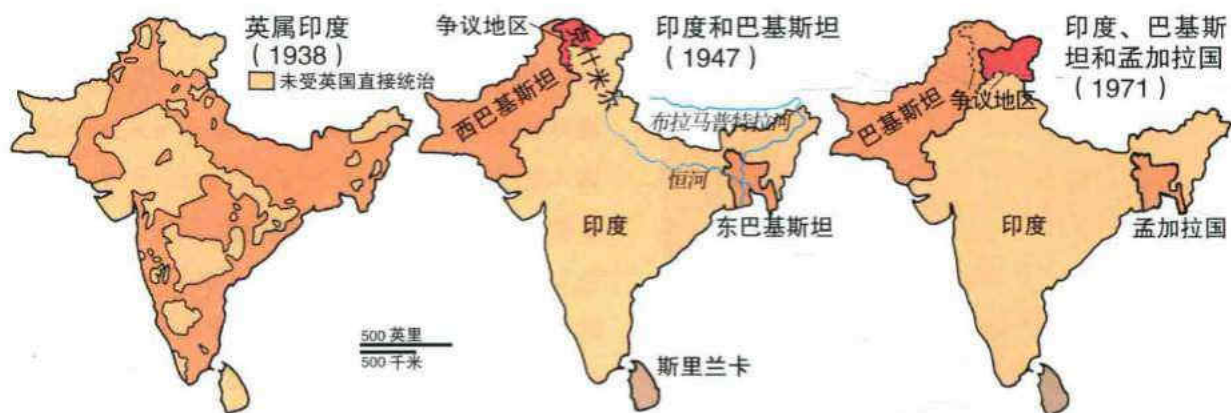 英属印度
(1938)
未受英国直接统治
500 英里
500 千米
争议地区
克什米尔
印度和巴基斯坦
(1947)
西巴基斯坦
布拉马普特拉河
恒河
印度
东巴基斯坦
斯里兰卡
印度、巴基斯
坦和孟加拉国
(1971)
争议地区
巴基斯坦
印度
孟加拉国